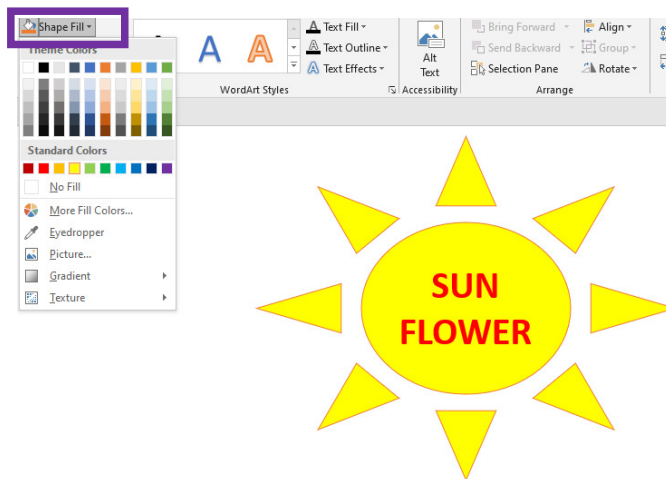 Shape Fill
Theme Colors
Standard Colors
No Fill
More Fill Colors...
Eyedropper
Picture...
Gradient
Texture
A
A
A Text Fill
A Text Outline
A Text Effects
WordArt Styles
Alt
Text
Accessibility
Bring Forward
Send Backward
Selection Pane
Align
Group
Rotate
Arrange
SUN
FLOWER